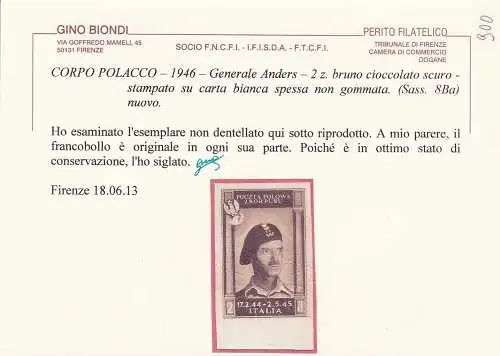 GINO BIONDI
VIA GOFFREDO MAMELI, 45
50131 FIRENZE
SOCIO F.N.C.F.I. - I.F.I.S.D.A. - F.T.C.F.I.
PERITO FILATELICO
TRIBUNALE DI FIRENZE
CAMERA DI COMMERCIO
DOGANE
900
CORPO POLACCO – 1946 – Generale Anders – 2 z. bruno cioccolato scuro -
stampato su carta bianca spessa non gommata. (Sass. 8Ba)
nuovo.
Ho esaminato l'esemplare non dentellato qui sotto riprodotto. A mio parere, il
francobollo è originale in ogni sua parte. Poiché è in ottimo stato di
conservazione, l'ho siglato.
Firenze 18.06.13
POCZTA POLOWA
2 KORPUSU
2
17.2.44 - 2.5.45
ITALIA